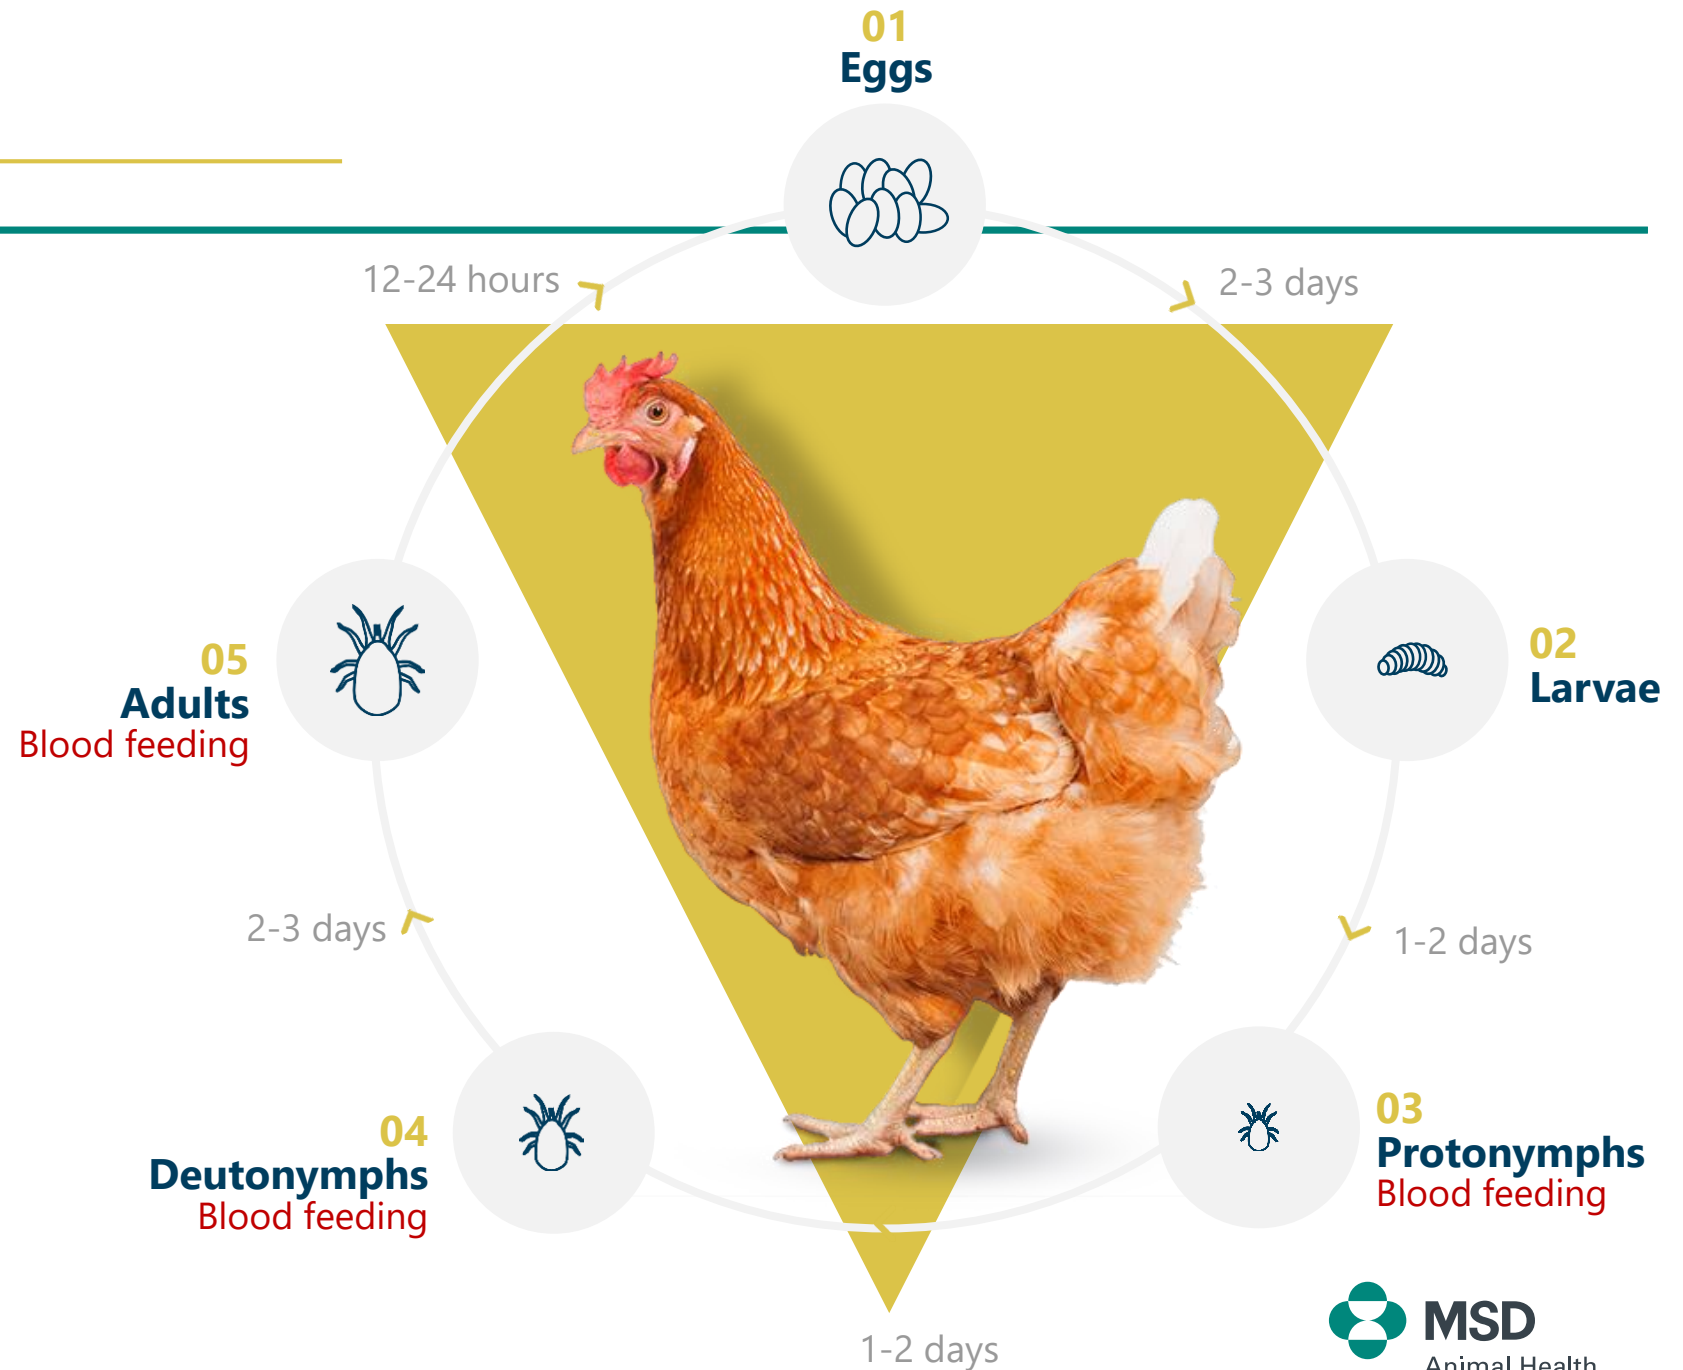 01
Eggs
12-24 hours
2-3 days
02
Larvae
1-2 days
03
Protonymphs
Blood feeding
1-2 days
04
Deutonymphs
Blood feeding
2-3 days
05
Adults
Blood feeding
MSD
Animal Health